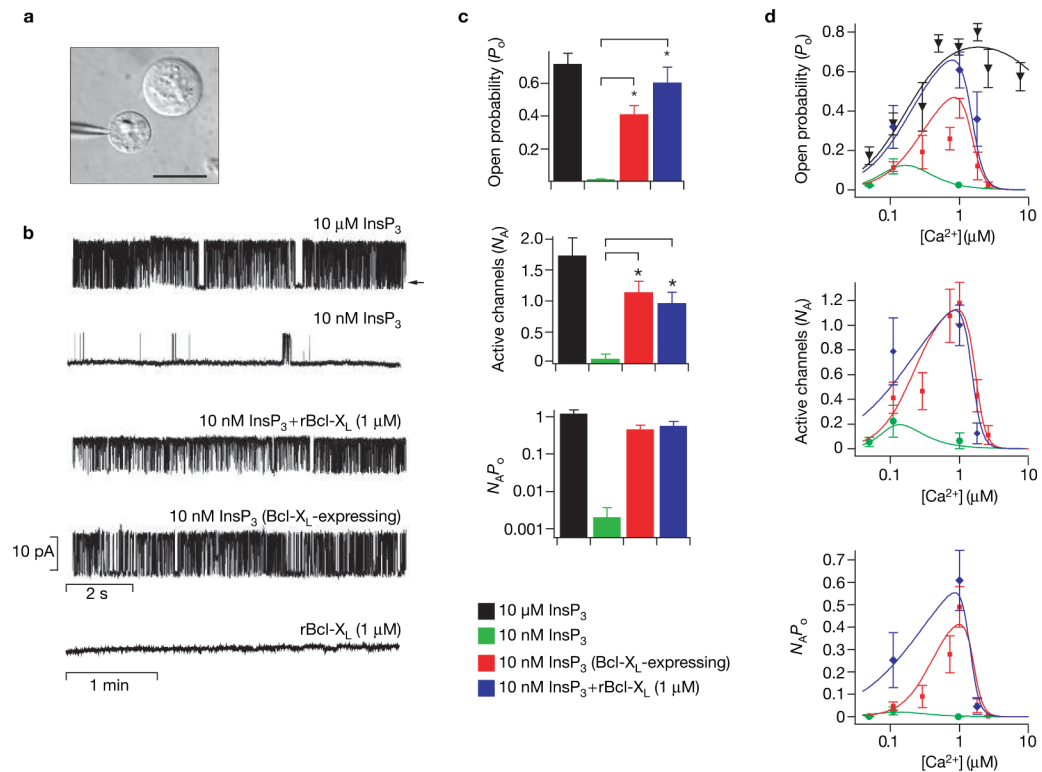 a
b
10 μM InsP3
10 nM InsP3
10 nM InsP3+rBcl-XL (1 μM)
10 nM InsP3 (Bcl-XL-expressing)
10 pA
2 s
rBcl-XL (1 μM)
1 min
c
Open probability (Po)
0.6
0.4
0.2
*
*
Active channels (NA)
2.0
1.5
1.0
0.5
0
*
*
NAPo
1
0.1
0.01
0.001
10 μM InsP3
10 nM InsP3
10 nM InsP3 (Bcl-XL-expressing)
10 nM InsP3+rBcl-XL (1 μM)
d
Open probability (Po)
0.8
0.6
0.4
0.2
0
0.1 1 10
[Ca2+] (μM)
Active channels (NA)
1.2
1.0
0.8
0.6
0.4
0.2
0
0.1 1 10
[Ca2+] (μM)
NAPo
0.7
0.6
0.5
0.4
0.3
0.2
0.1
0
0.1 1 10
[Ca2+] (μM)